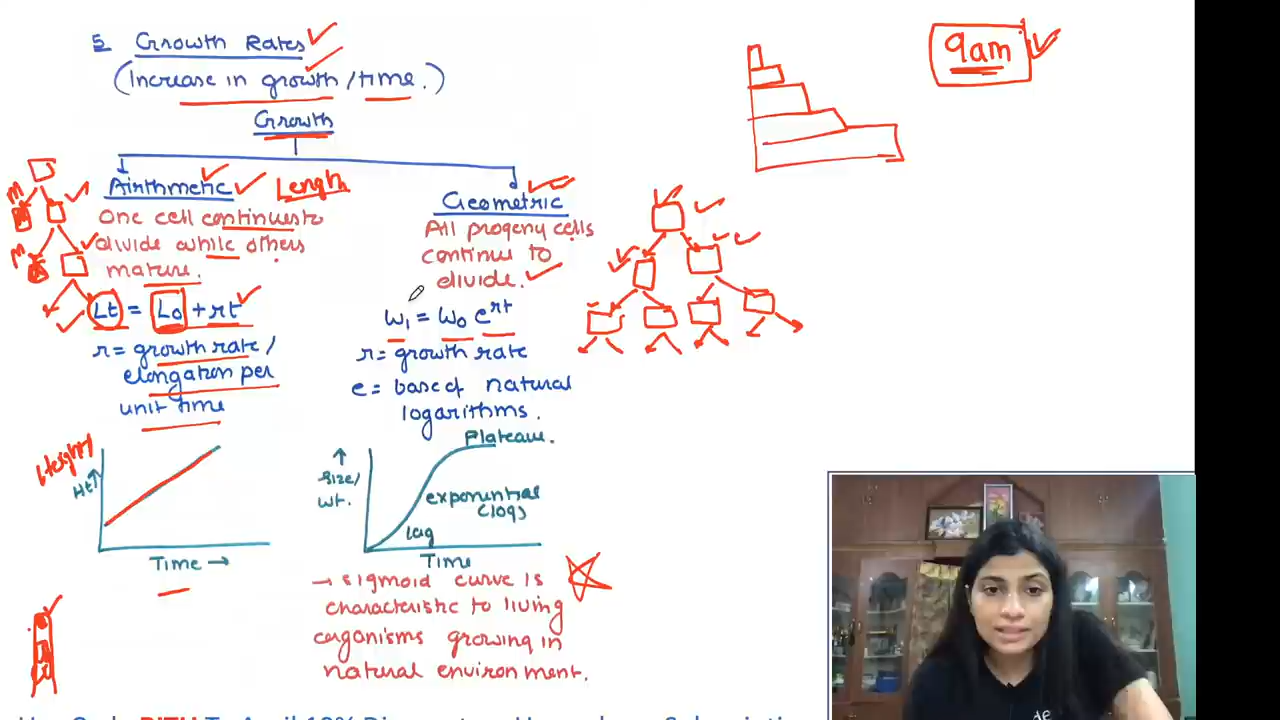 5 Growth Rates
(Increase in growth/time.)
9am
Growth
Airthmetic
Length
One cell continues to
divide while others
mature.
Lt = L0 + rt
r = growth rate/
elongation per
unit time
M
M
Geometric
All progeny cells
continue to
divide.
W1 = W0 e^rt
r = growth rate
e = base of natural
logarithms.
Height
Ht↑
Time →
↑
Size/
wt.
Plateau.
exponential
(log)
lag
Time
→ sigmoid curve is
characteristic to living
organisms growing in
natural environment.